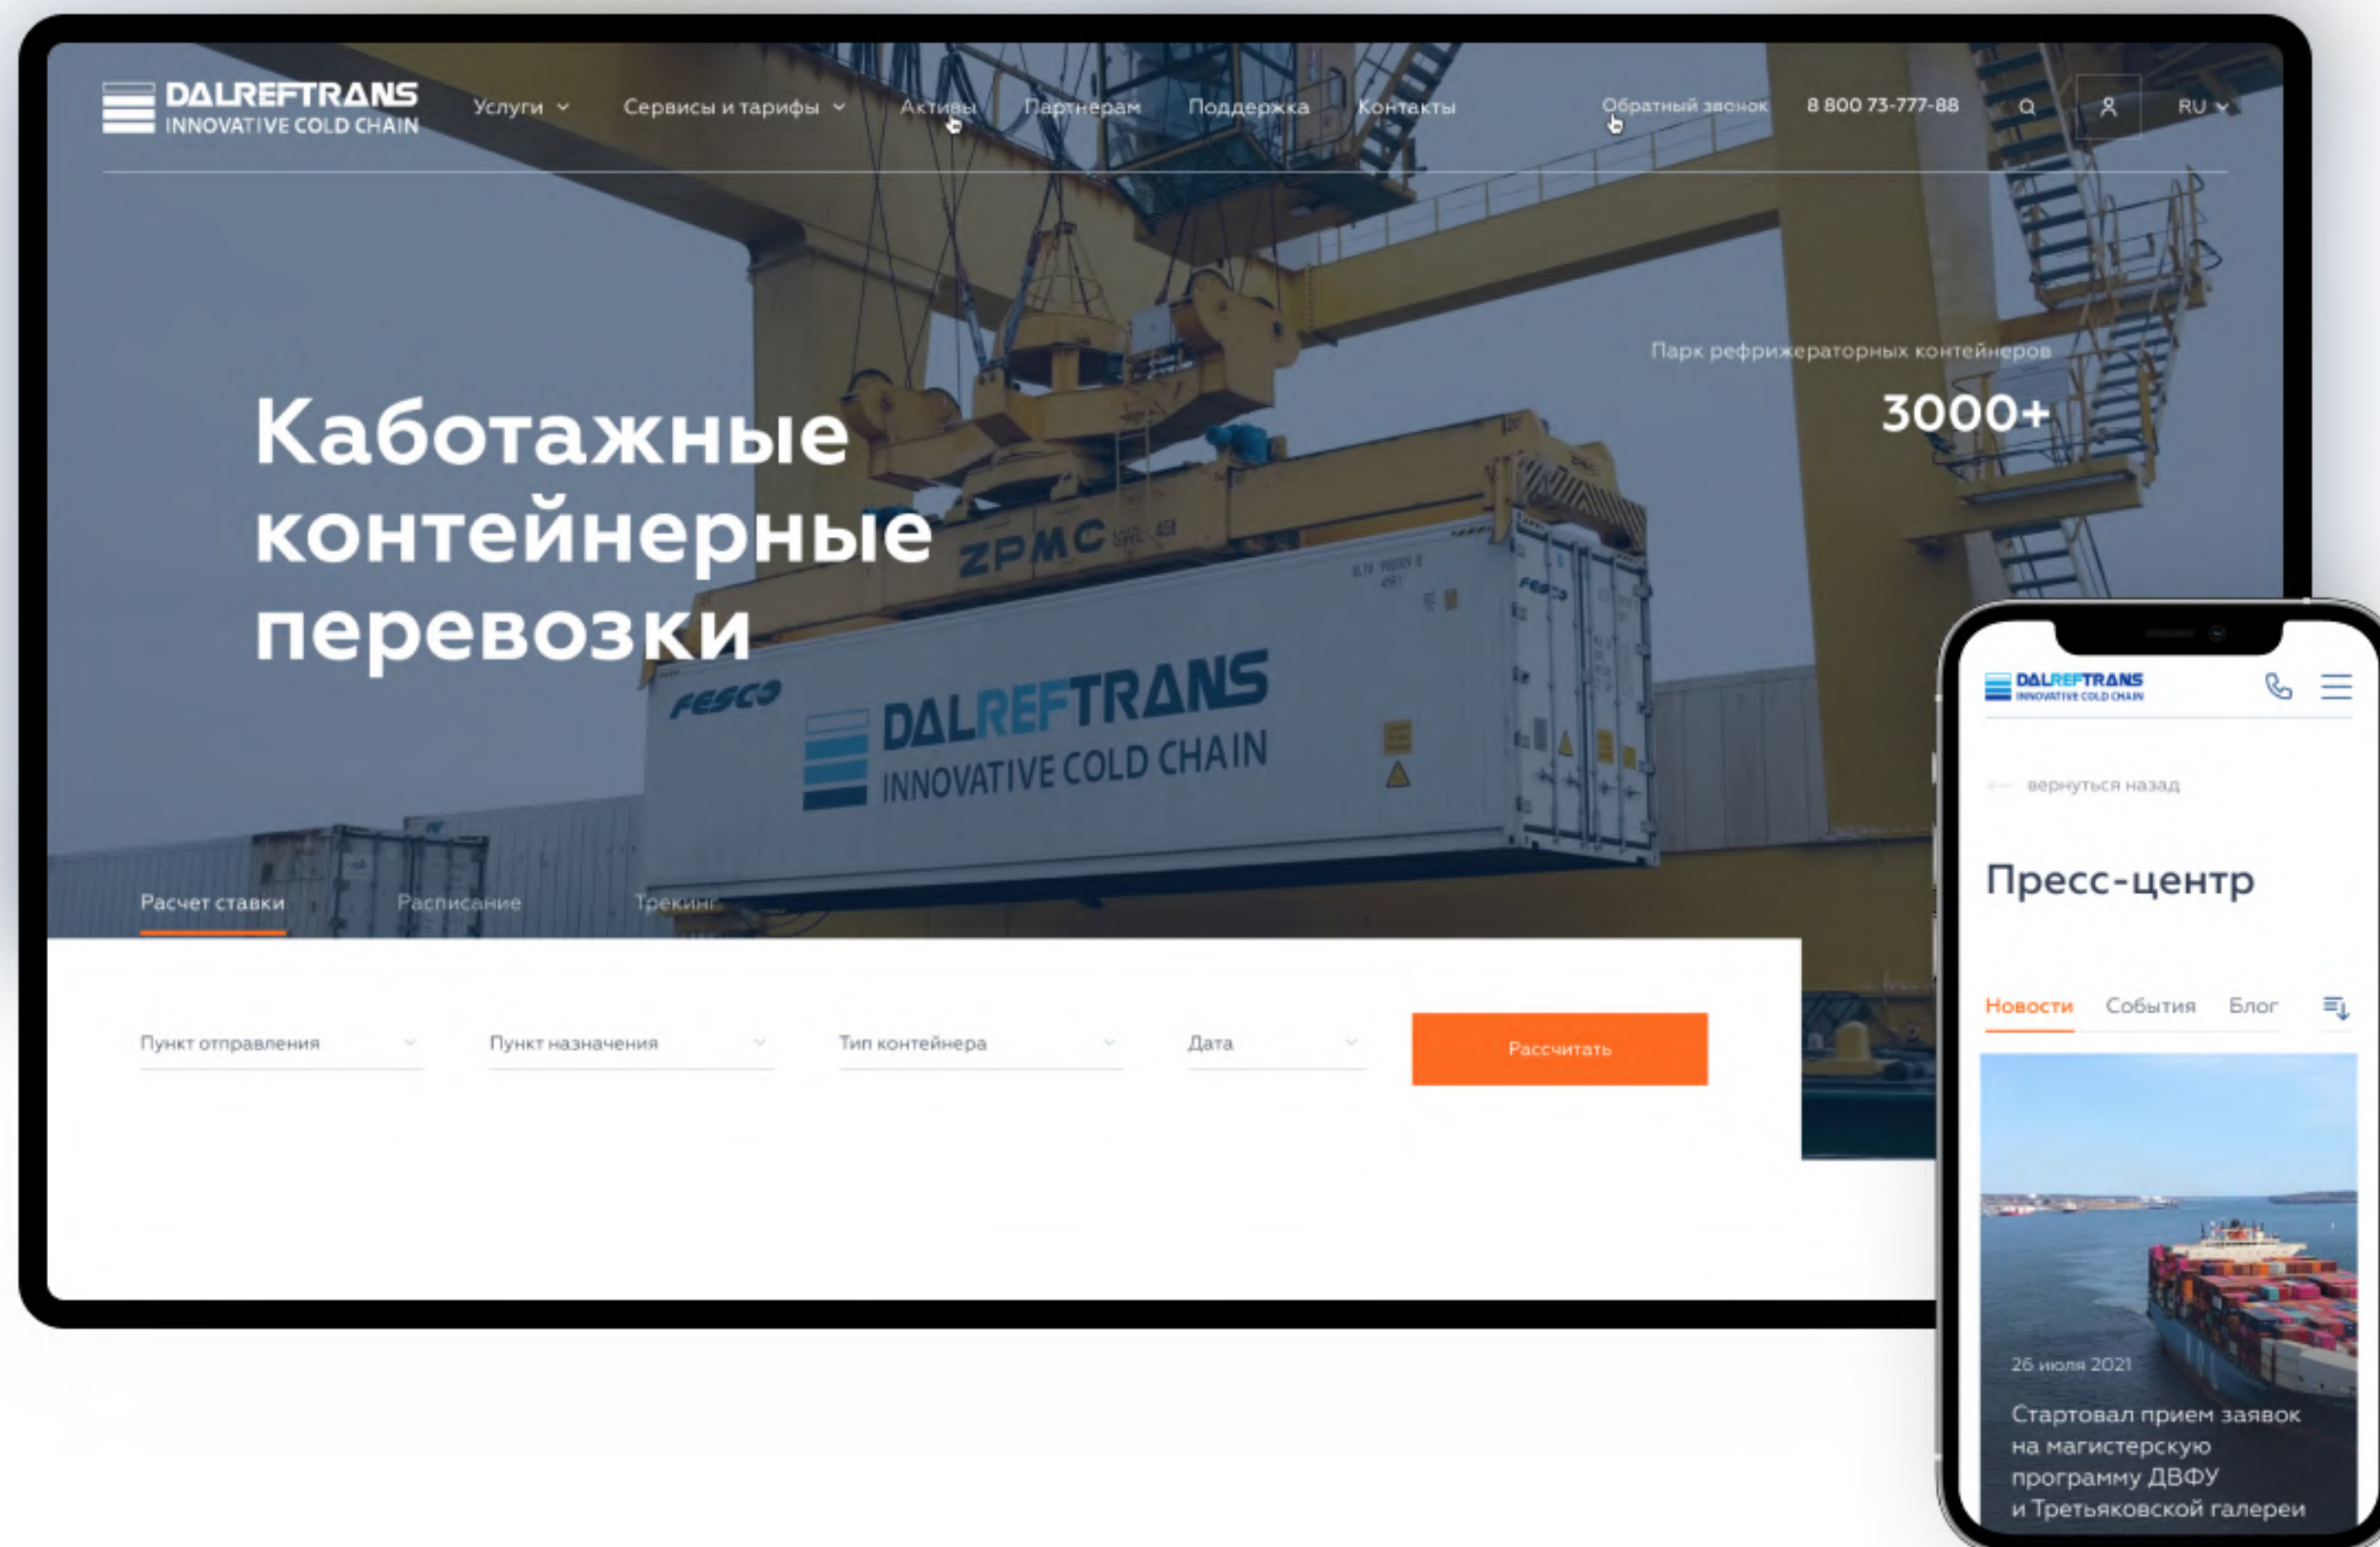 DALREFTRANS
INNOVATIVE COLD CHAIN
Услуги
Сервисы и тарифы
Активы
Партнерам
Поддержка
Контакты
Обратный звонок
8 800 73-777-88
RU
Парк рефрижераторных контейнеров
3000+
Каботажные
контейнерные
перевозки
ZPMC SWL 45t
FESCO
FESCO
DALREFTRANS
INNOVATIVE COLD CHAIN
Расчет ставки
Расписание
Трекинг
Пункт отправления
Пункт назначения
Тип контейнера
Дата
Рассчитать
DALREFTRANS
INNOVATIVE COLD CHAIN
вернуться назад
Пресс-центр
Новости
События
Блог
26 июля 2021
Стартовал прием заявок
на магистерскую
программу ДВФУ
и Третьяковской галереи